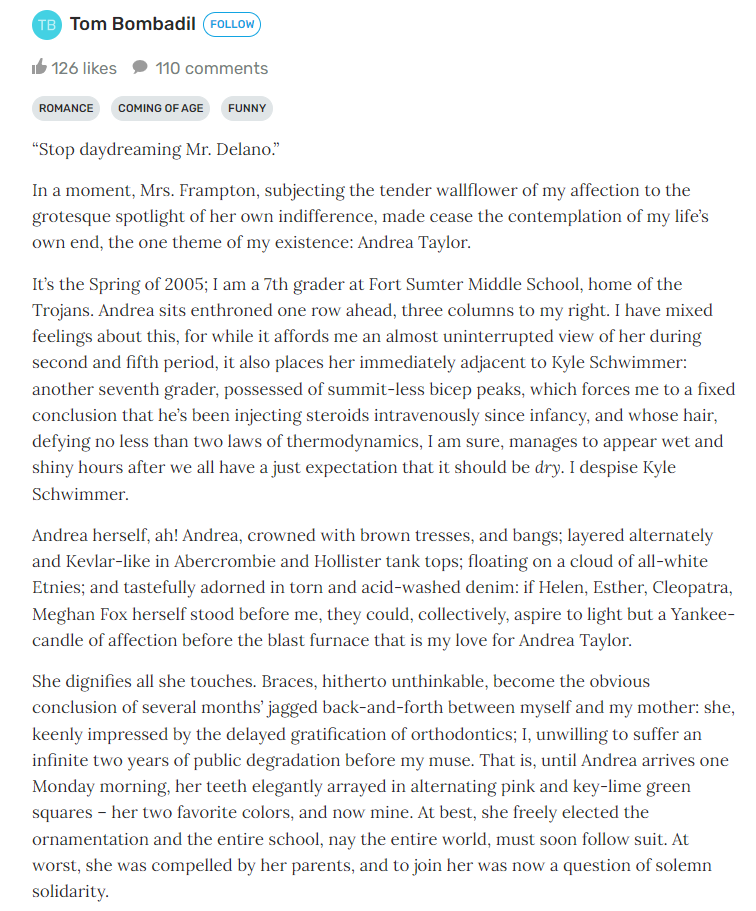 TB Tom Bombadil FOLLOW
126 likes 110 comments
ROMANCE COMING OF AGE FUNNY
“Stop daydreaming Mr. Delano.”
In a moment, Mrs. Frampton, subjecting the tender wallflower of my affection to the
grotesque spotlight of her own indifference, made cease the contemplation of my life’s
own end, the one theme of my existence: Andrea Taylor.
It’s the Spring of 2005; I am a 7th grader at Fort Sumter Middle School, home of the
Trojans. Andrea sits enthroned one row ahead, three columns to my right. I have mixed
feelings about this, for while it affords me an almost uninterrupted view of her during
second and fifth period, it also places her immediately adjacent to Kyle Schwimmer:
another seventh grader, possessed of summit-less bicep peaks, which forces me to a fixed
conclusion that he’s been injecting steroids intravenously since infancy, and whose hair,
defying no less than two laws of thermodynamics, I am sure, manages to appear wet and
shiny hours after we all have a just expectation that it should be dry. I despise Kyle
Schwimmer.
Andrea herself, ah! Andrea, crowned with brown tresses, and bangs; layered alternately
and Kevlar-like in Abercrombie and Hollister tank tops; floating on a cloud of all-white
Etnies; and tastefully adorned in torn and acid-washed denim: if Helen, Esther, Cleopatra,
Meghan Fox herself stood before me, they could, collectively, aspire to light but a Yankee-
candle of affection before the blast furnace that is my love for Andrea Taylor.
She dignifies all she touches. Braces, hitherto unthinkable, become the obvious
conclusion of several months’ jagged back-and-forth between myself and my mother: she,
keenly impressed by the delayed gratification of orthodontics; I, unwilling to suffer an
infinite two years of public degradation before my muse. That is, until Andrea arrives one
Monday morning, her teeth elegantly arrayed in alternating pink and key-lime green
squares – her two favorite colors, and now mine. At best, she freely elected the
ornamentation and the entire school, nay the entire world, must soon follow suit. At
worst, she was compelled by her parents, and to join her was now a question of solemn
solidarity.